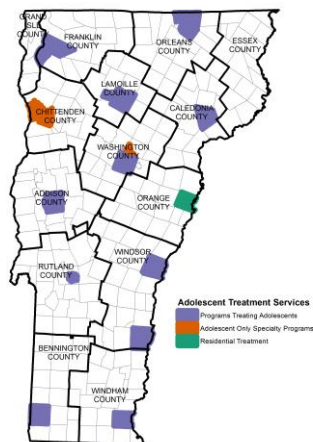 GRAND
ISLE
COUNTY
FRANKLIN
COUNTY
ORLEANS
COUNTY
ESSEX
COUNTY
LAMOILLE
COUNTY
CHITTENDEN
COUNTY
CALEDONIA
COUNTY
WASHINGTON
COUNTY
ADDISON
COUNTY
ORANGE
COUNTY
RUTLAND
COUNTY
WINDSOR
COUNTY
Adolescent Treatment Services
Programs Treating Adolescents
Adolescent Only Specialty Programs
Residential Treatment
BENNINGTON
COUNTY
WINDHAM
COUNTY